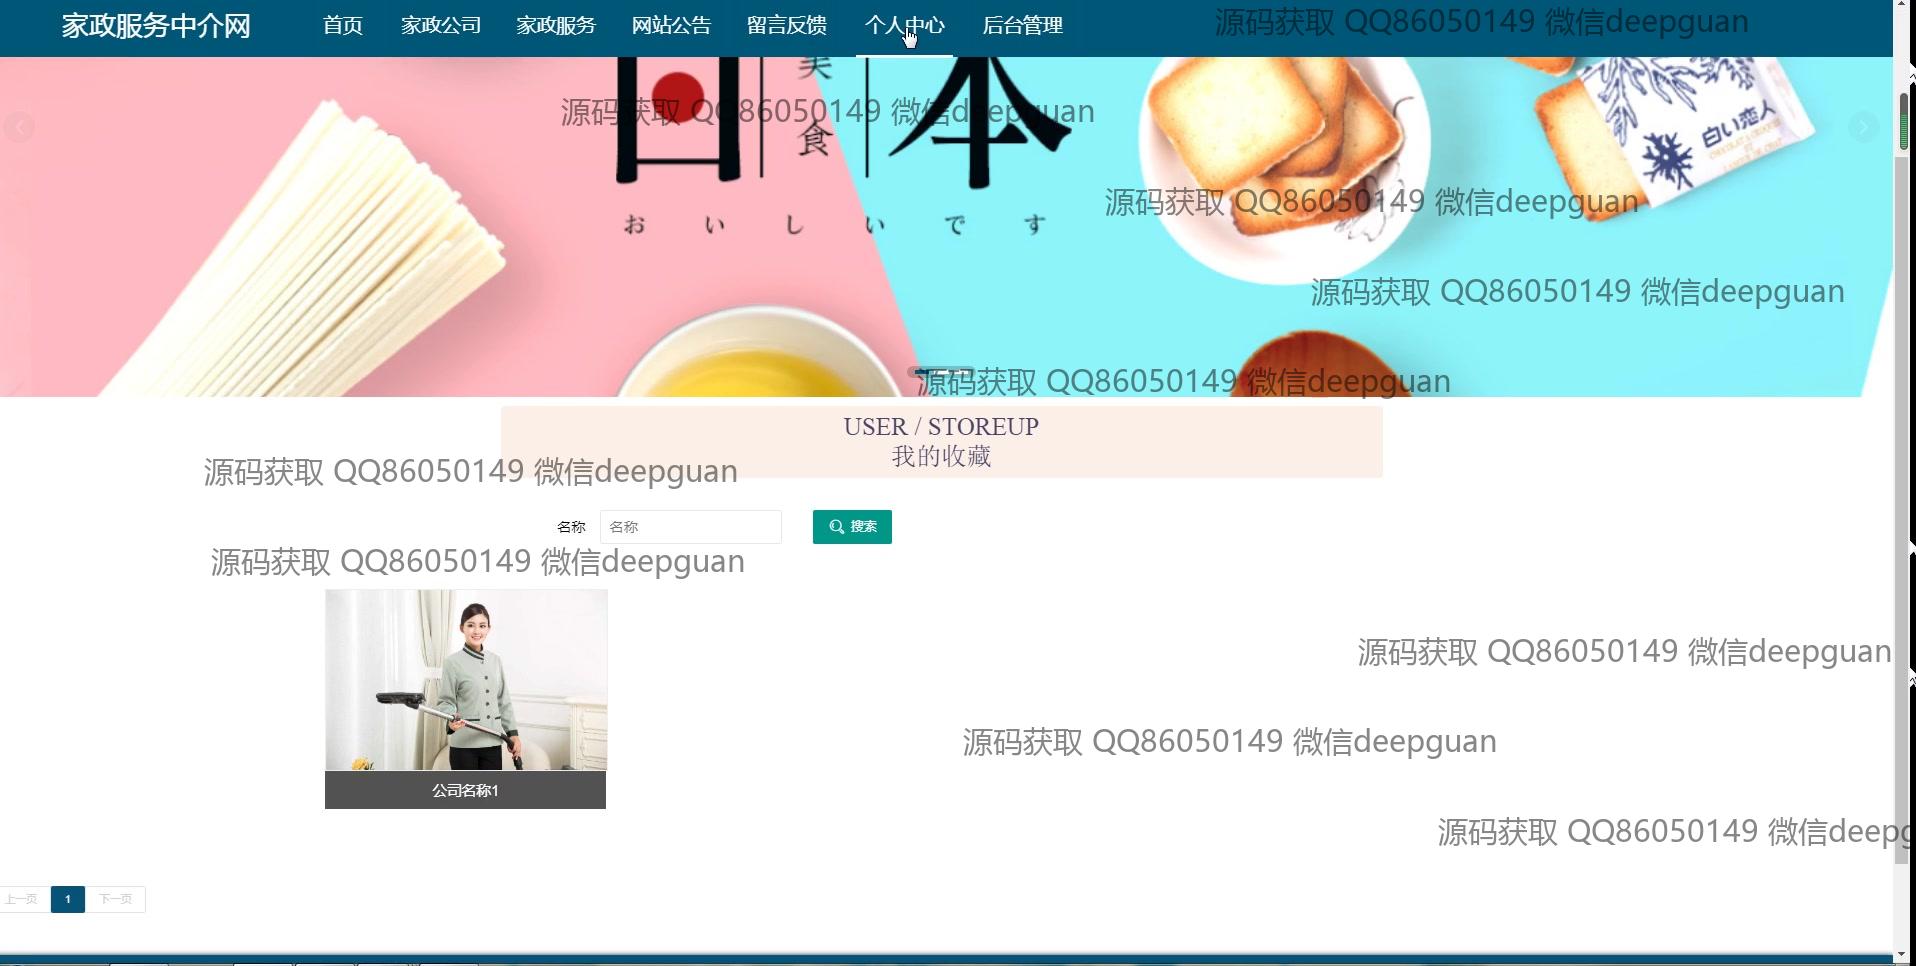 家政服务中介网 首页 家政公司 家政服务 网站公告 留言反馈 个人中心 后台管理
源码获取 QQ86050149 微信deepguan
日 美食 本
源码获取 QQ86050149 微信deepguan
白い恋人
CHOCOLAT BLANC ET LANGUE DE CHAT
源码获取 QQ86050149 微信deepguan
おいしいです
源码获取 QQ86050149 微信deepguan
源码获取 QQ86050149 微信deepguan
USER / STOREUP
我的收藏
源码获取 QQ86050149 微信deepguan
名称 名称 搜索
源码获取 QQ86050149 微信deepguan
源码获取 QQ86050149 微信deepguan
源码获取 QQ86050149 微信deepguan
公司名称1
源码获取 QQ86050149 微信deepg
上一页 1 下一页